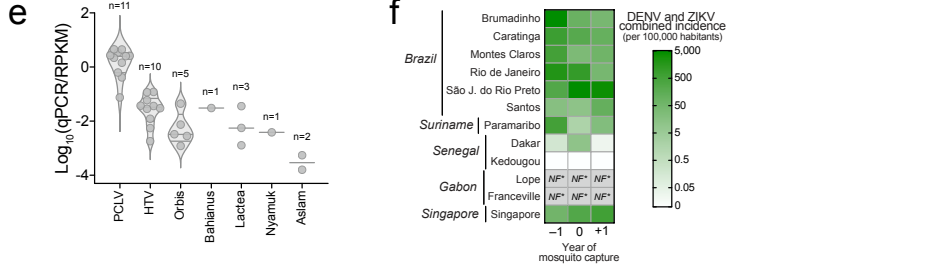 e
Log10(qPCR/RPKM)
2
0
-2
-4
n=11
n=10
n=5
n=1
n=3
n=1
n=2
PCLV
HTV
Orbis
Bahianus
Lactea
Nyamuk
Aslam
f
Brazil
Brumadinho
Caratinga
Montes Claros
Rio de Janeiro
São J. do Rio Preto
Santos
Suriname
Paramaribo
Senegal
Dakar
Kedougou
Gabon
Lope NF* NF* NF*
Franceville NF* NF* NF*
Singapore
Singapore
–1 0 +1
Year of
mosquito capture
DENV and ZIKV
combined incidence
(per 100,000 habitants)
5,000
500
50
5
0.5
0.05
0